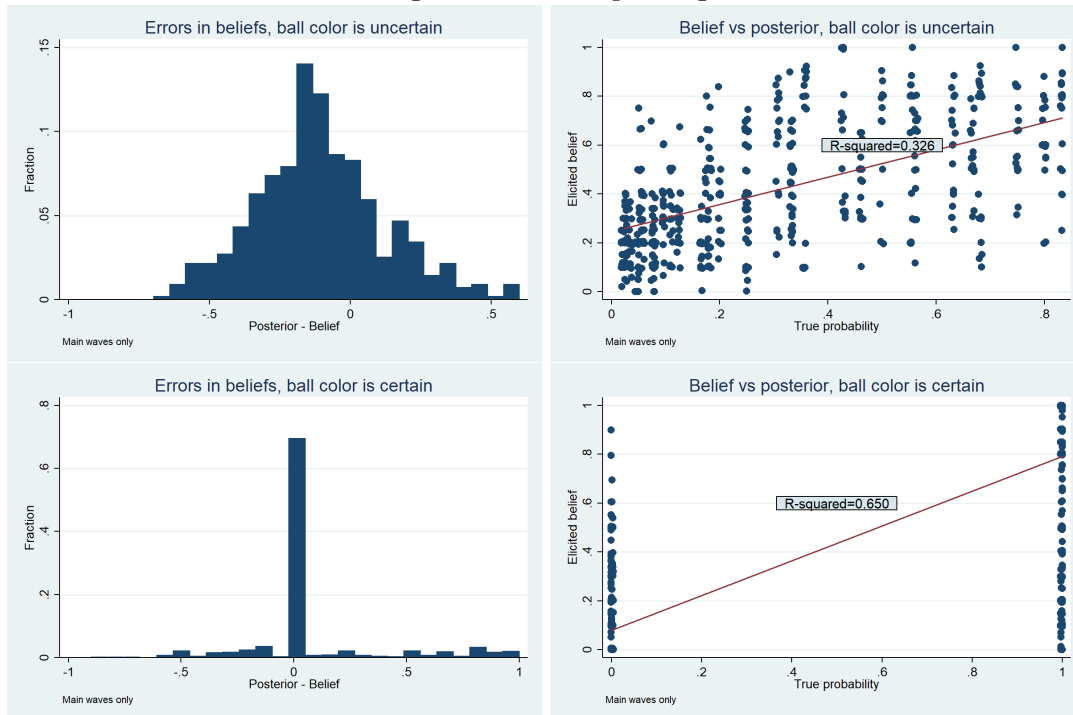 Errors in beliefs, ball color is uncertain
.15
.1
.05
0
Fraction
-1
-.5
0
.5
Posterior - Belief
Main waves only
Belief vs posterior, ball color is uncertain
1
.8
.6
.4
.2
0
Elicited belief
R-squared=0.326
0
.2
.4
.6
.8
True probability
Main waves only
Errors in beliefs, ball color is certain
.8
.6
.4
.2
0
Fraction
-1
-.5
0
.5
1
Posterior - Belief
Main waves only
Belief vs posterior, ball color is certain
1
.8
.6
.4
.2
0
Elicited belief
R-squared=0.650
0
.2
.4
.6
.8
1
True probability
Main waves only